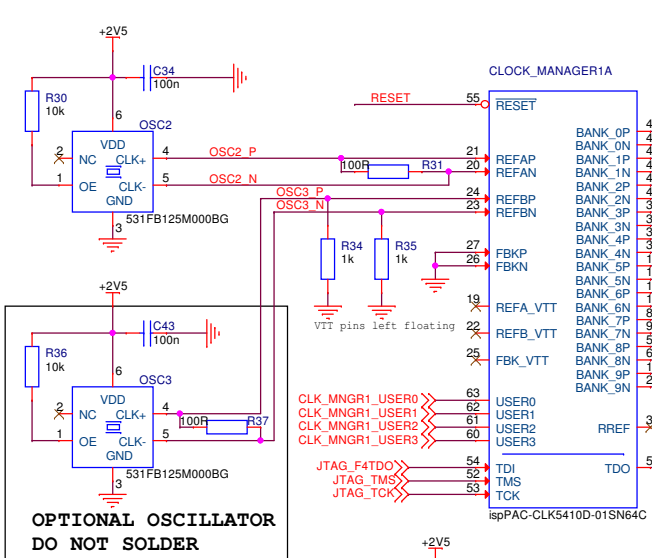 +2V5
C34
100n
R30
10k
6
OSC2
VDD
2
NC
CLK+
4
OSC2_P
1
OE
CLK-
5
OSC2_N
GND
531FB125M000BG
3
100R
R31
OSC3_P
OSC3_N
R34
1k
R35
1k
VTT pins left floating
+2V5
C43
100n
R36
10k
6
OSC3
VDD
2
NC
CLK+
4
100R
R37
1
OE
CLK-
5
GND
531FB125M000BG
3
OPTIONAL OSCILLATOR
DO NOT SOLDER
CLOCK_MANAGER1A
RESET
55
RESET
21
REFAP
20
REFAN
24
REFBP
23
REFBN
27
FBKP
26
FBKN
19
REFA_VTT
22
REFB_VTT
25
FBK_VTT
CLK_MNGR1_USER0
63
USER0
CLK_MNGR1_USER1
62
USER1
CLK_MNGR1_USER2
61
USER2
CLK_MNGR1_USER3
60
USER3
JTAG_F4TDO
54
TDI
JTAG_TMS
52
TMS
JTAG_TCK
53
TCK
BANK_0P
BANK_0N
BANK_1P
BANK_1N
BANK_2P
BANK_2N
BANK_3P
BANK_3N
BANK_4P
BANK_4N
BANK_5P
BANK_5N
BANK_6P
BANK_6N
BANK_7P
BANK_7N
BANK_8P
BANK_8N
BANK_9P
BANK_9N
RREF
TDO
ispPAC-CLK5410D-01SN64C
+2V5